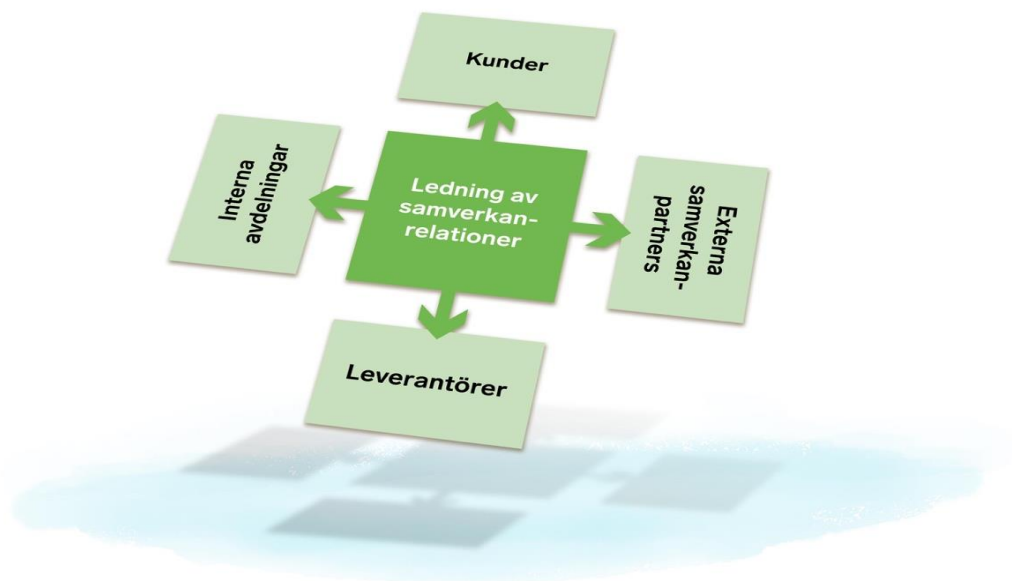 Kunder
Interna
avdelningar
Ledning av
samverkan-
relationer
Externa
samverkan-
partners
Leverantörer